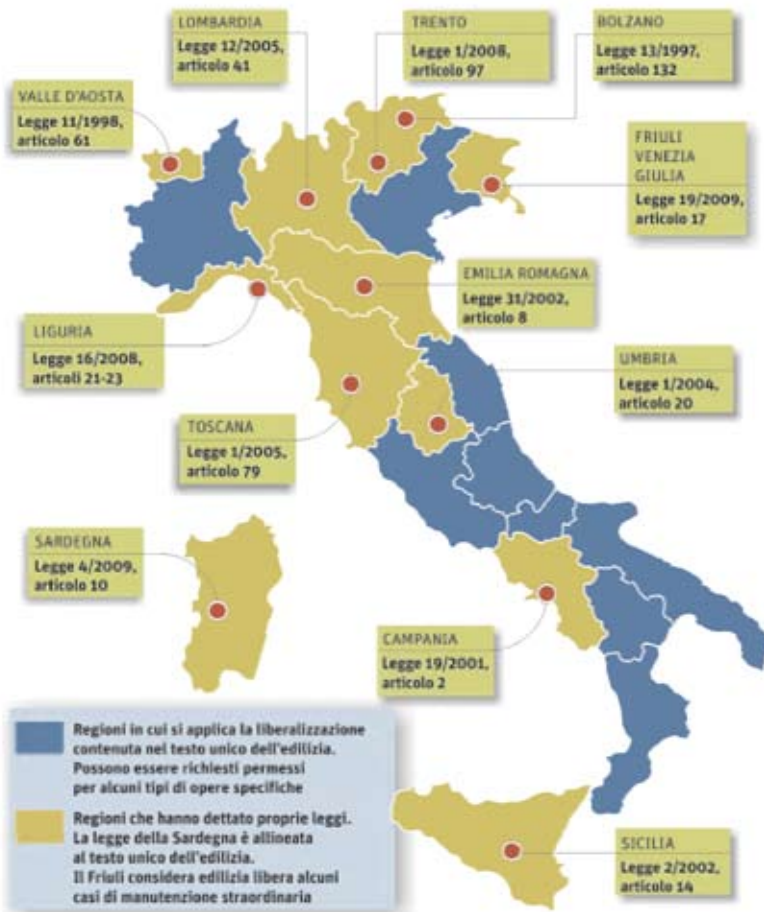 LOMBARDIA
Legge 12/2005,
articolo 41
TRENTO
Legge 1/2008,
articolo 97
BOLZANO
Legge 13/1997,
articolo 132
VALLE D'AOSTA
Legge 11/1998,
articolo 61
FRIULI
VENEZIA
GIULIA
Legge 19/2009,
articolo 17
EMILIA ROMAGNA
Legge 31/2002,
articolo 8
LIGURIA
Legge 16/2008,
articoli 21-23
UMBRIA
Legge 1/2004,
articolo 20
TOSCANA
Legge 1/2005,
articolo 79
SARDEGNA
Legge 4/2009,
articolo 10
CAMPANIA
Legge 19/2001,
articolo 2
Regioni in cui si applica la liberalizzazione
contenuta nel testo unico dell'edilizia.
Possono essere richiesti permessi
per alcuni tipi di opere specifiche
Regioni che hanno dettato proprie leggi.
La legge della Sardegna è allineata
al testo unico dell'edilizia.
Il Friuli considera edilizia libera alcuni
casi di manutenzione straordinaria
SICILIA
Legge 2/2002,
articolo 14